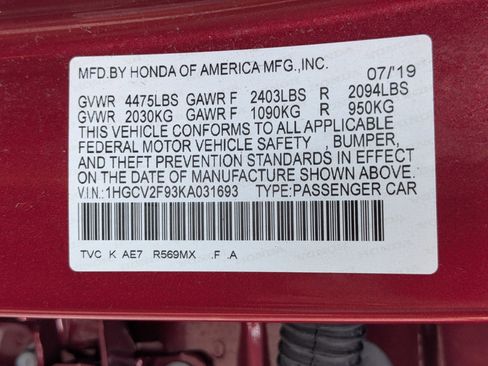 MFD.BY HONDA OF AMERICA MFG.,INC. 07/'19
GVWR 4475LBS GAWR F 2403LBS R 2094LBS
GVWR 2030KG GAWR F 1090KG R 950KG
THIS VEHICLE CONFORMS TO ALL APPLICABLE
FEDERAL MOTOR VEHICLE SAFETY , BUMPER,
AND THEFT PREVENTION STANDARDS IN EFFECT
ON THE DATE OF MANUFACTURE SHOWN ABOVE.
V.I.N.:1HGCV2F93KA031693 TYPE:PASSENGER CAR
TVC K AE7 R569MX .F .A